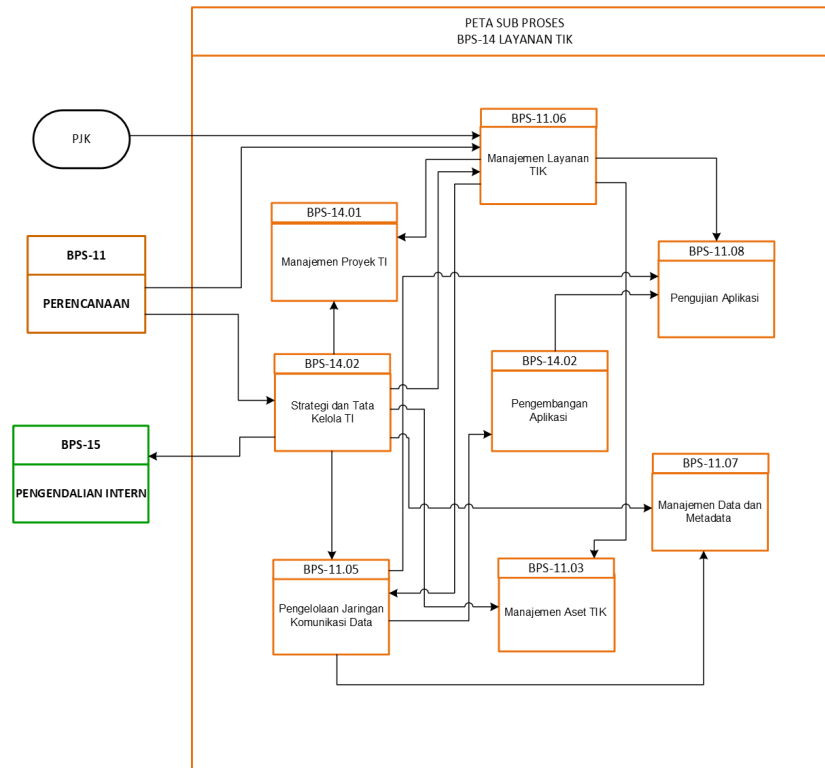 PETA SUB PROSES
BPS-14 LAYANAN TIK
PJK
BPS-11.06
Manajemen Layanan
TIK
BPS-14.01
Manajemen Proyek TI
BPS-11
PERENCANAAN
BPS-11.08
Pengujian Aplikasi
BPS-14.02
Strategi dan Tata
Kelola TI
BPS-14.02
Pengembangan
Aplikasi
BPS-15
PENGENDALIAN INTERN
BPS-11.07
Manajemen Data dan
Metadata
BPS-11.05
Pengelolaan Jaringan
Komunikasi Data
BPS-11.03
Manajemen Aset TIK